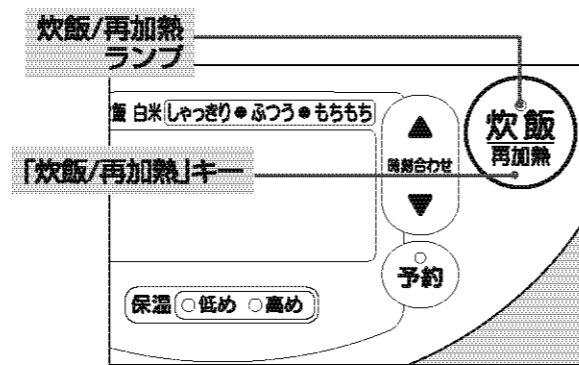 炊飯/再加熱
ランプ
飯 白米 しゃっきり ふつう もちもち
炊飯
再加熱
時刻合わせ
「炊飯/再加熱」キー
予約
保温 低め 高め